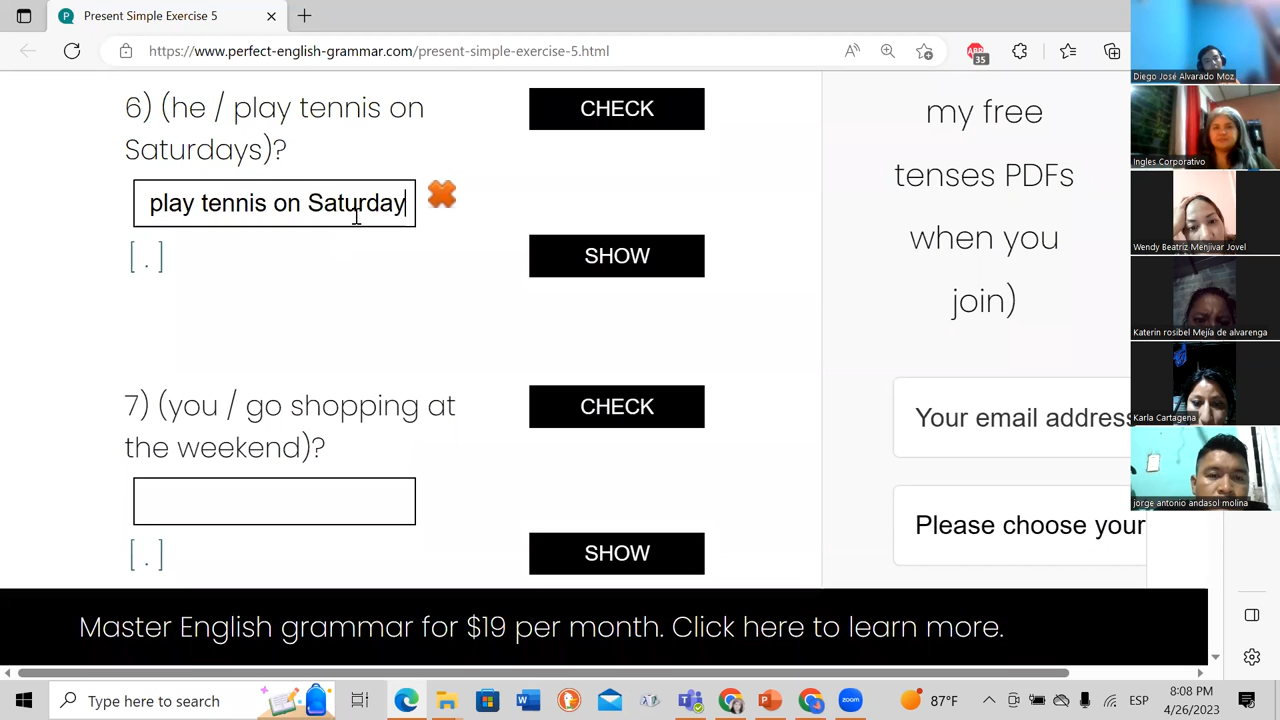 Present Simple Exercise 5
https://www.perfect-english-grammar.com/present-simple-exercise-5.html
35
6) (he / play tennis on
Saturdays)?
CHECK
play tennis on Saturday
[ . ]
SHOW
7) (you / go shopping at
the weekend)?
CHECK
[ . ]
SHOW
my free
tenses PDFs
when you
join)
Your email address
Please choose your
Master English grammar for $19 per month. Click here to learn more.
Diego José Alvarado Moz
Ingles Corporativo
Wendy Beatriz Menjivar Jovel
Katerin rosibel Mejía de alvarenga
Karla Cartagena
jorge antonio andasol molina
Type here to search
87°F
ESP
8:08 PM
4/26/2023